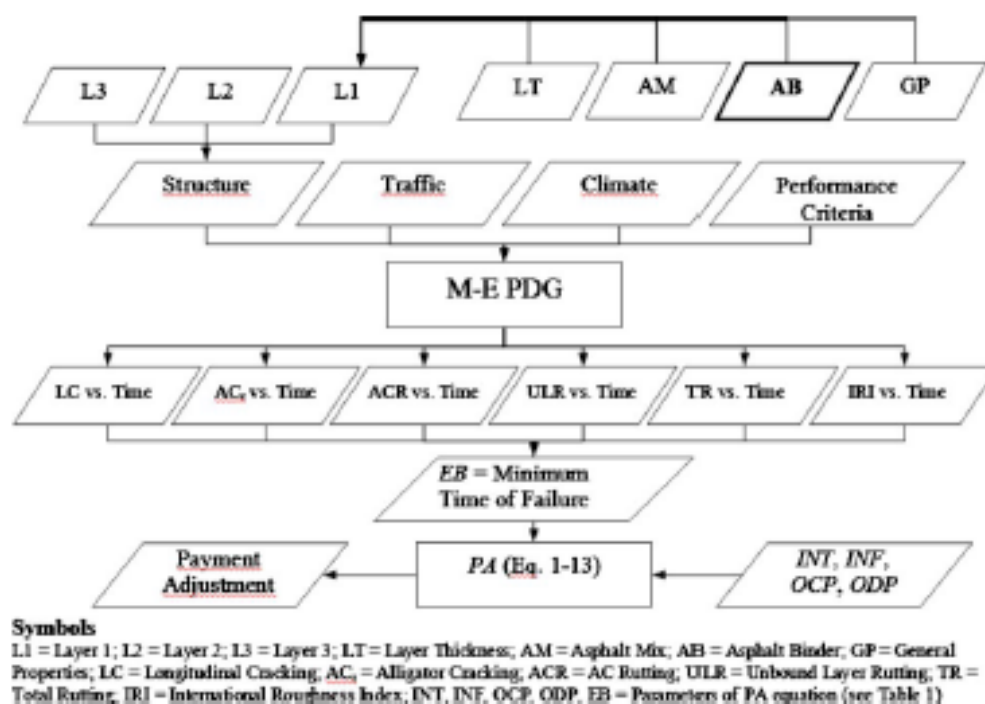 L3 L2 L1 LT AM AB GP
Structure Traffic Climate Performance
Criteria
M-E PDG
LC vs. Time ACₐ vs. Time ACR vs. Time ULR vs. Time TR vs. Time IRI vs. Time
EB = Minimum
Time of Failure
Payment
Adjustment
PA (Eq. 1-13)
INT, INF,
OCP, ODP
Symbols
L1 = Layer 1; L2 = Layer 2; L3 = Layer 3; LT = Layer Thickness; AM = Asphalt Mix; AB = Asphalt Binder; GP = General
Properties; LC = Longitudinal Cracking; ACₐ = Alligator Cracking; ACR = AC Rutting; ULR = Unbound Layer Rutting; TR =
Total Rutting; IRI = International Roughness Index; INT, INF, OCP, ODP, EB = Parameters of PA equation (see Table 1)